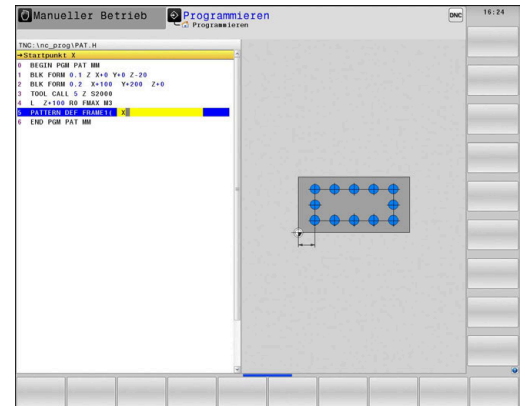 Manueller Betrieb
Programmieren
Programmieren
DNC
16:24
TNC:\nc_prog\PAT.H
→Startpunkt X
0 BEGIN PGM PAT MM
1 BLK FORM 0.1 Z X+0 Y+0 Z-20
2 BLK FORM 0.2 X+100 Y+200 Z+0
3 TOOL CALL 5 Z S2000
4 L Z+100 R0 FMAX M3
5 PATTERN DEF FRAME1( X
6 END PGM PAT MM